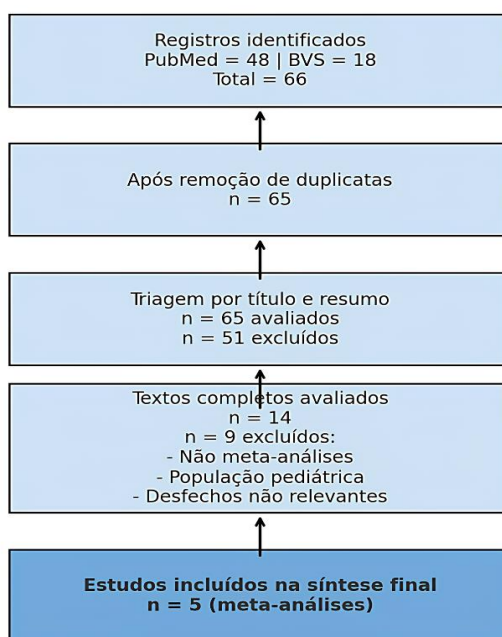 Registros identificados
PubMed = 48 | BVS = 18
Total = 66
Após remoção de duplicatas
n = 65
Triagem por título e resumo
n = 65 avaliados
n = 51 excluídos
Textos completos avaliados
n = 14
n = 9 excluídos:
- Não meta-análises
- População pediátrica
- Desfechos não relevantes
Estudos incluídos na síntese final
n = 5 (meta-análises)